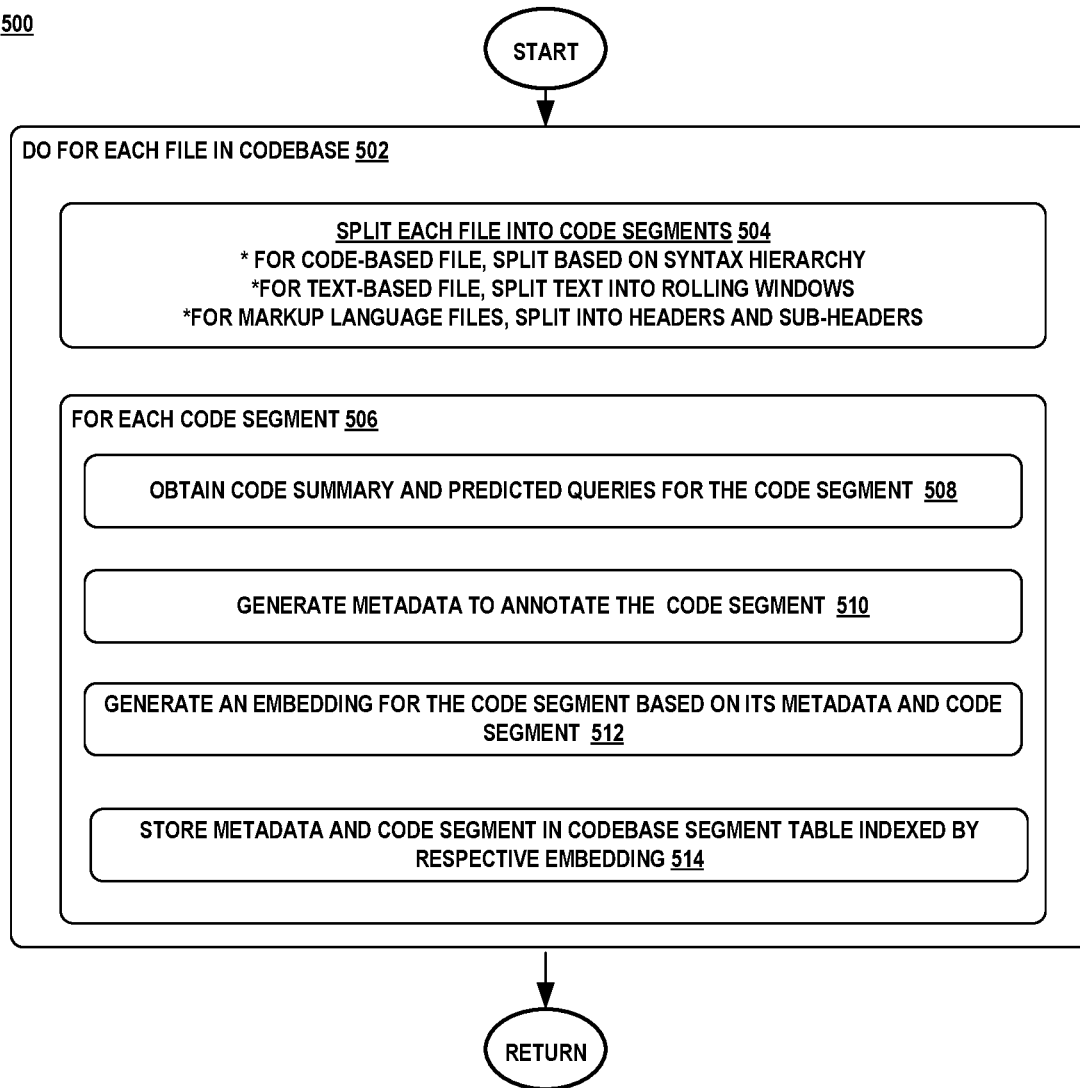 500
START
DO FOR EACH FILE IN CODEBASE 502
SPLIT EACH FILE INTO CODE SEGMENTS 504
* FOR CODE-BASED FILE, SPLIT BASED ON SYNTAX HIERARCHY
*FOR TEXT-BASED FILE, SPLIT TEXT INTO ROLLING WINDOWS
*FOR MARKUP LANGUAGE FILES, SPLIT INTO HEADERS AND SUB-HEADERS
FOR EACH CODE SEGMENT 506
OBTAIN CODE SUMMARY AND PREDICTED QUERIES FOR THE CODE SEGMENT 508
GENERATE METADATA TO ANNOTATE THE CODE SEGMENT 510
GENERATE AN EMBEDDING FOR THE CODE SEGMENT BASED ON ITS METADATA AND CODE
SEGMENT 512
STORE METADATA AND CODE SEGMENT IN CODEBASE SEGMENT TABLE INDEXED BY
RESPECTIVE EMBEDDING 514
RETURN